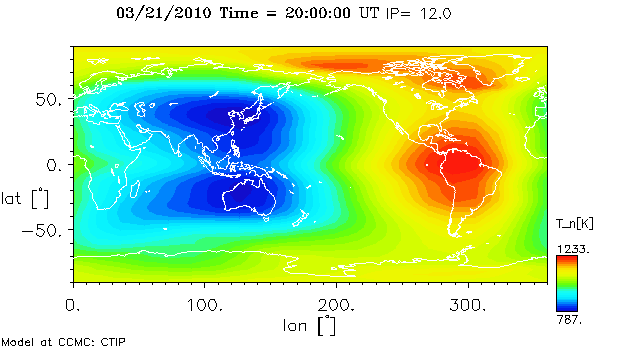 03/21/2010 Time = 20:00:00 UT IP= 12.0
50.
0.
lat [°]
−50.
T_n[K]
1233.
787.
0. 100. 200. 300.
lon [°]
Model at CCMC: CTIP